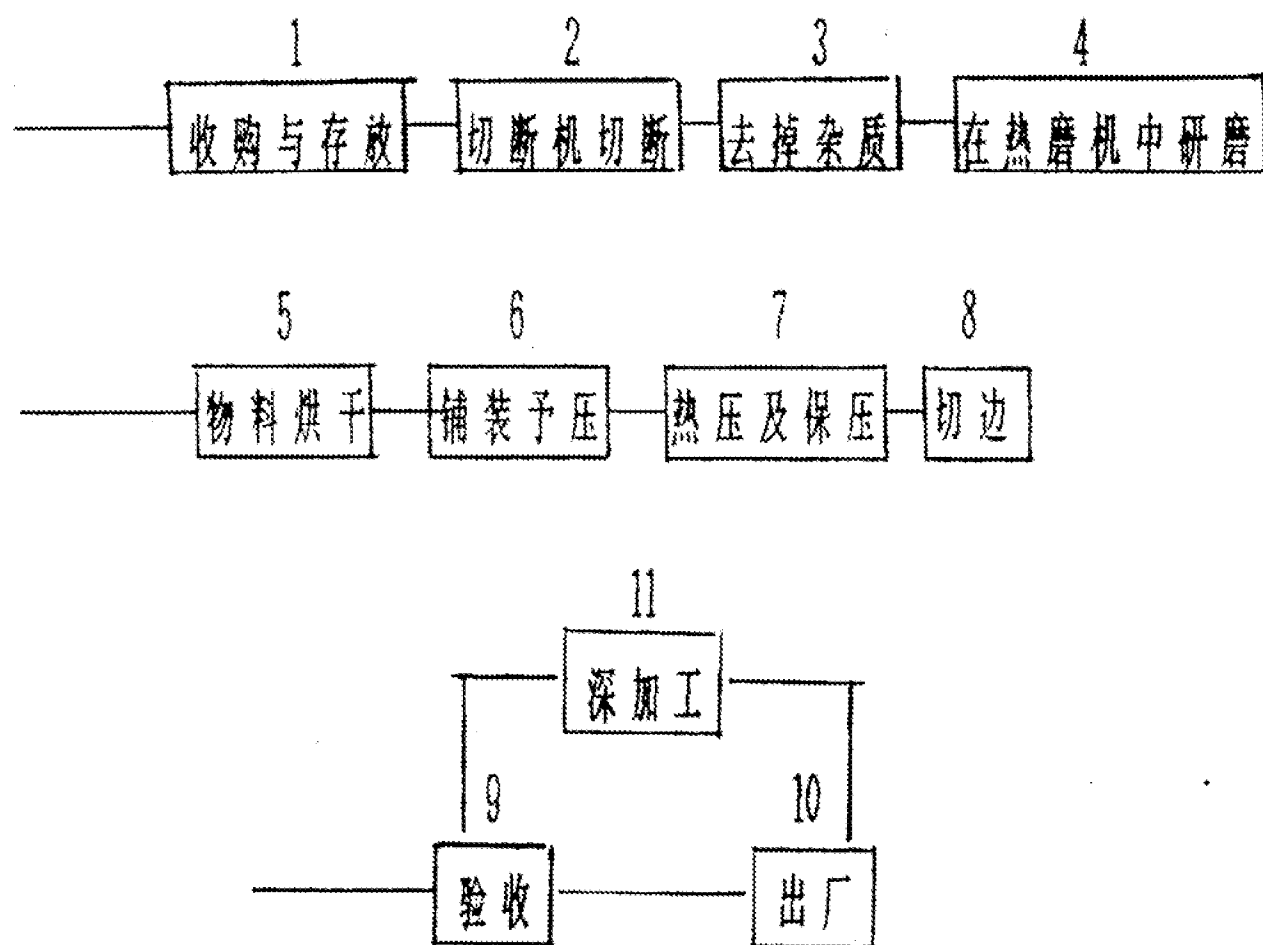 1 2 3 4
收购与存放 切断机切断 去掉杂质 在热磨机中研磨
5 6 7 8
物料烘干 铺装予压 热压及保压 切边
11
深加工
9 10
验收 出厂